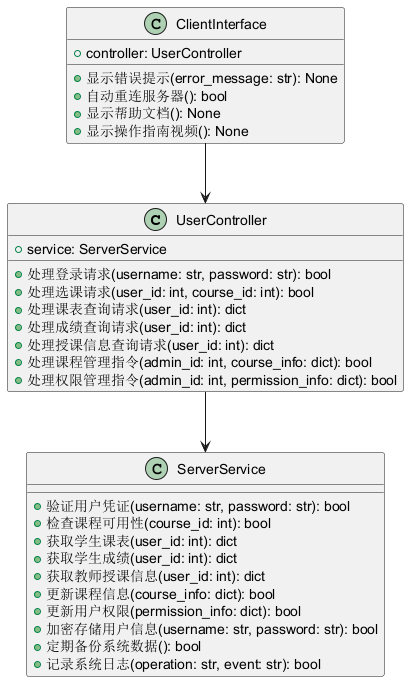 C ClientInterface
controller: UserController
显示错误提示(error_message: str): None
自动重连服务器(): bool
显示帮助文档(): None
显示操作指南视频(): None
C UserController
service: ServerService
处理登录请求(username: str, password: str): bool
处理选课请求(user_id: int, course_id: int): bool
处理课表查询请求(user_id: int): dict
处理成绩查询请求(user_id: int): dict
处理授课信息查询请求(user_id: int): dict
处理课程管理指令(admin_id: int, course_info: dict): bool
处理权限管理指令(admin_id: int, permission_info: dict): bool
C ServerService
验证用户凭证(username: str, password: str): bool
检查课程可用性(course_id: int): bool
获取学生课表(user_id: int): dict
获取学生成绩(user_id: int): dict
获取教师授课信息(user_id: int): dict
更新课程信息(course_info: dict): bool
更新用户权限(permission_info: dict): bool
加密存储用户信息(username: str, password: str): bool
定期备份系统数据(): bool
记录系统日志(operation: str, event: str): bool